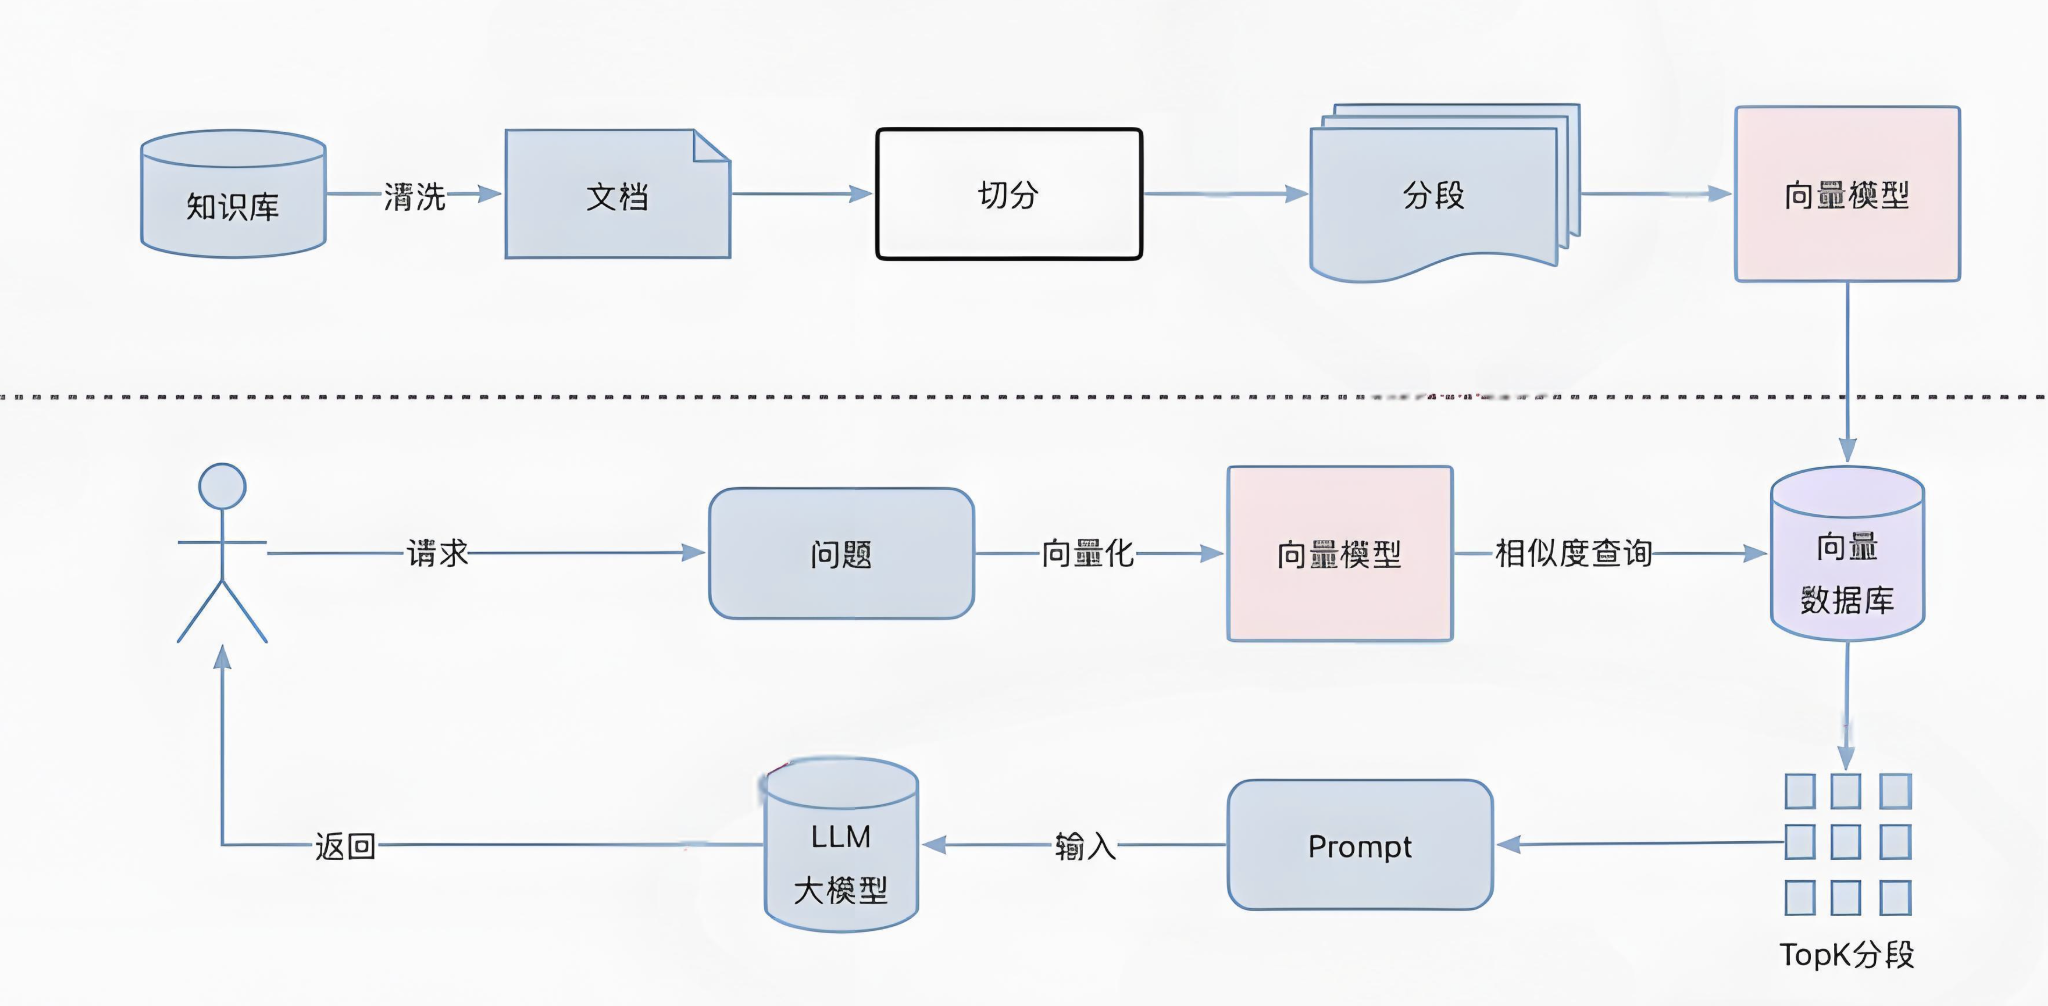 知识库
清洗
文档
切分
分段
向量模型
请求
问题
向量化
向量模型
相似度查询
向量
数据库
返回
LLM
大模型
输入
Prompt
TopK分段